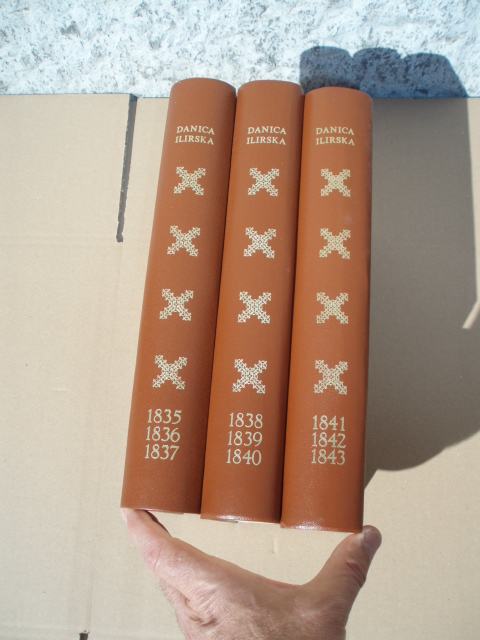 DANICA
ILIRSKA
1835
1836
1837
DANICA
ILIRSKA
1838
1839
1840
DANICA
ILIRSKA
1841
1842
1843